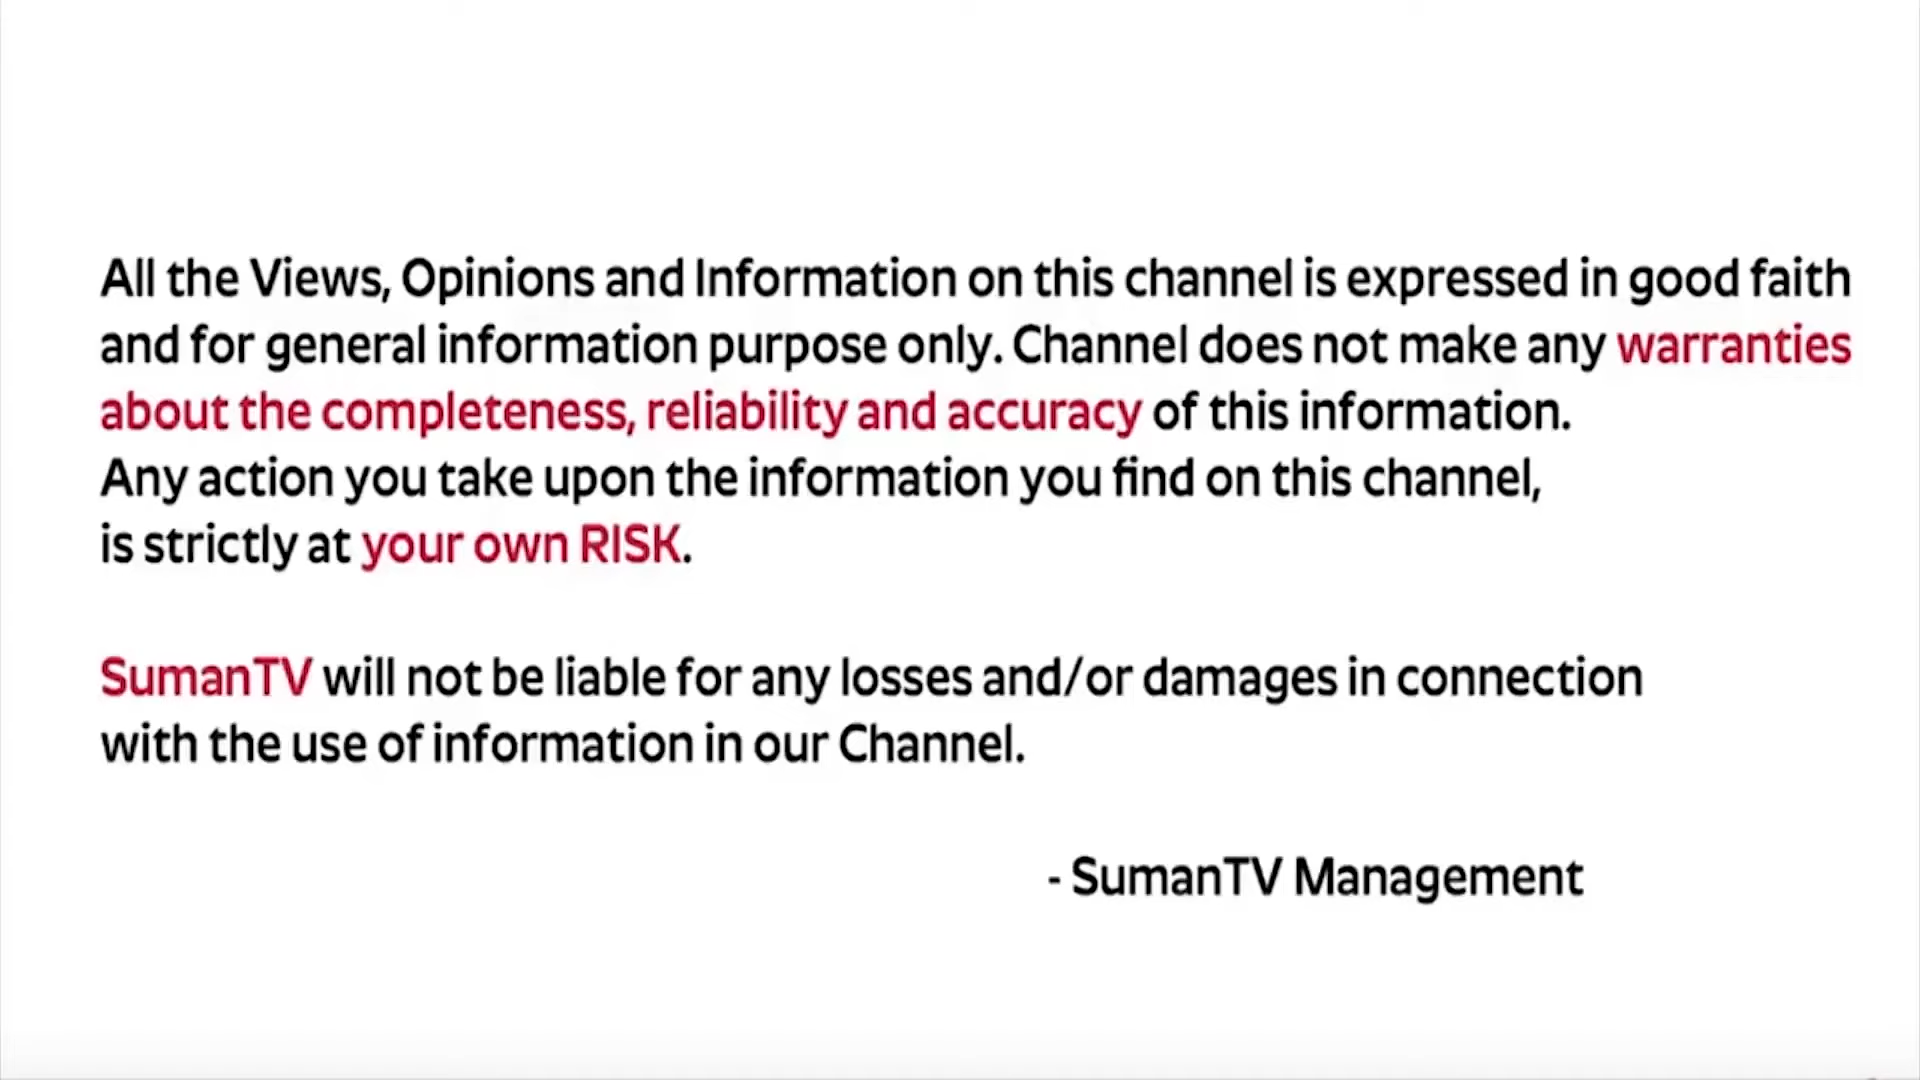 All the Views, Opinions and Information on this channel is expressed in good faith
and for general information purpose only. Channel does not make any warranties
about the completeness, reliability and accuracy of this information.
Any action you take upon the information you find on this channel,
is strictly at your own RISK.
SumanTV will not be liable for any losses and/or damages in connection
with the use of information in our Channel.
- SumanTV Management